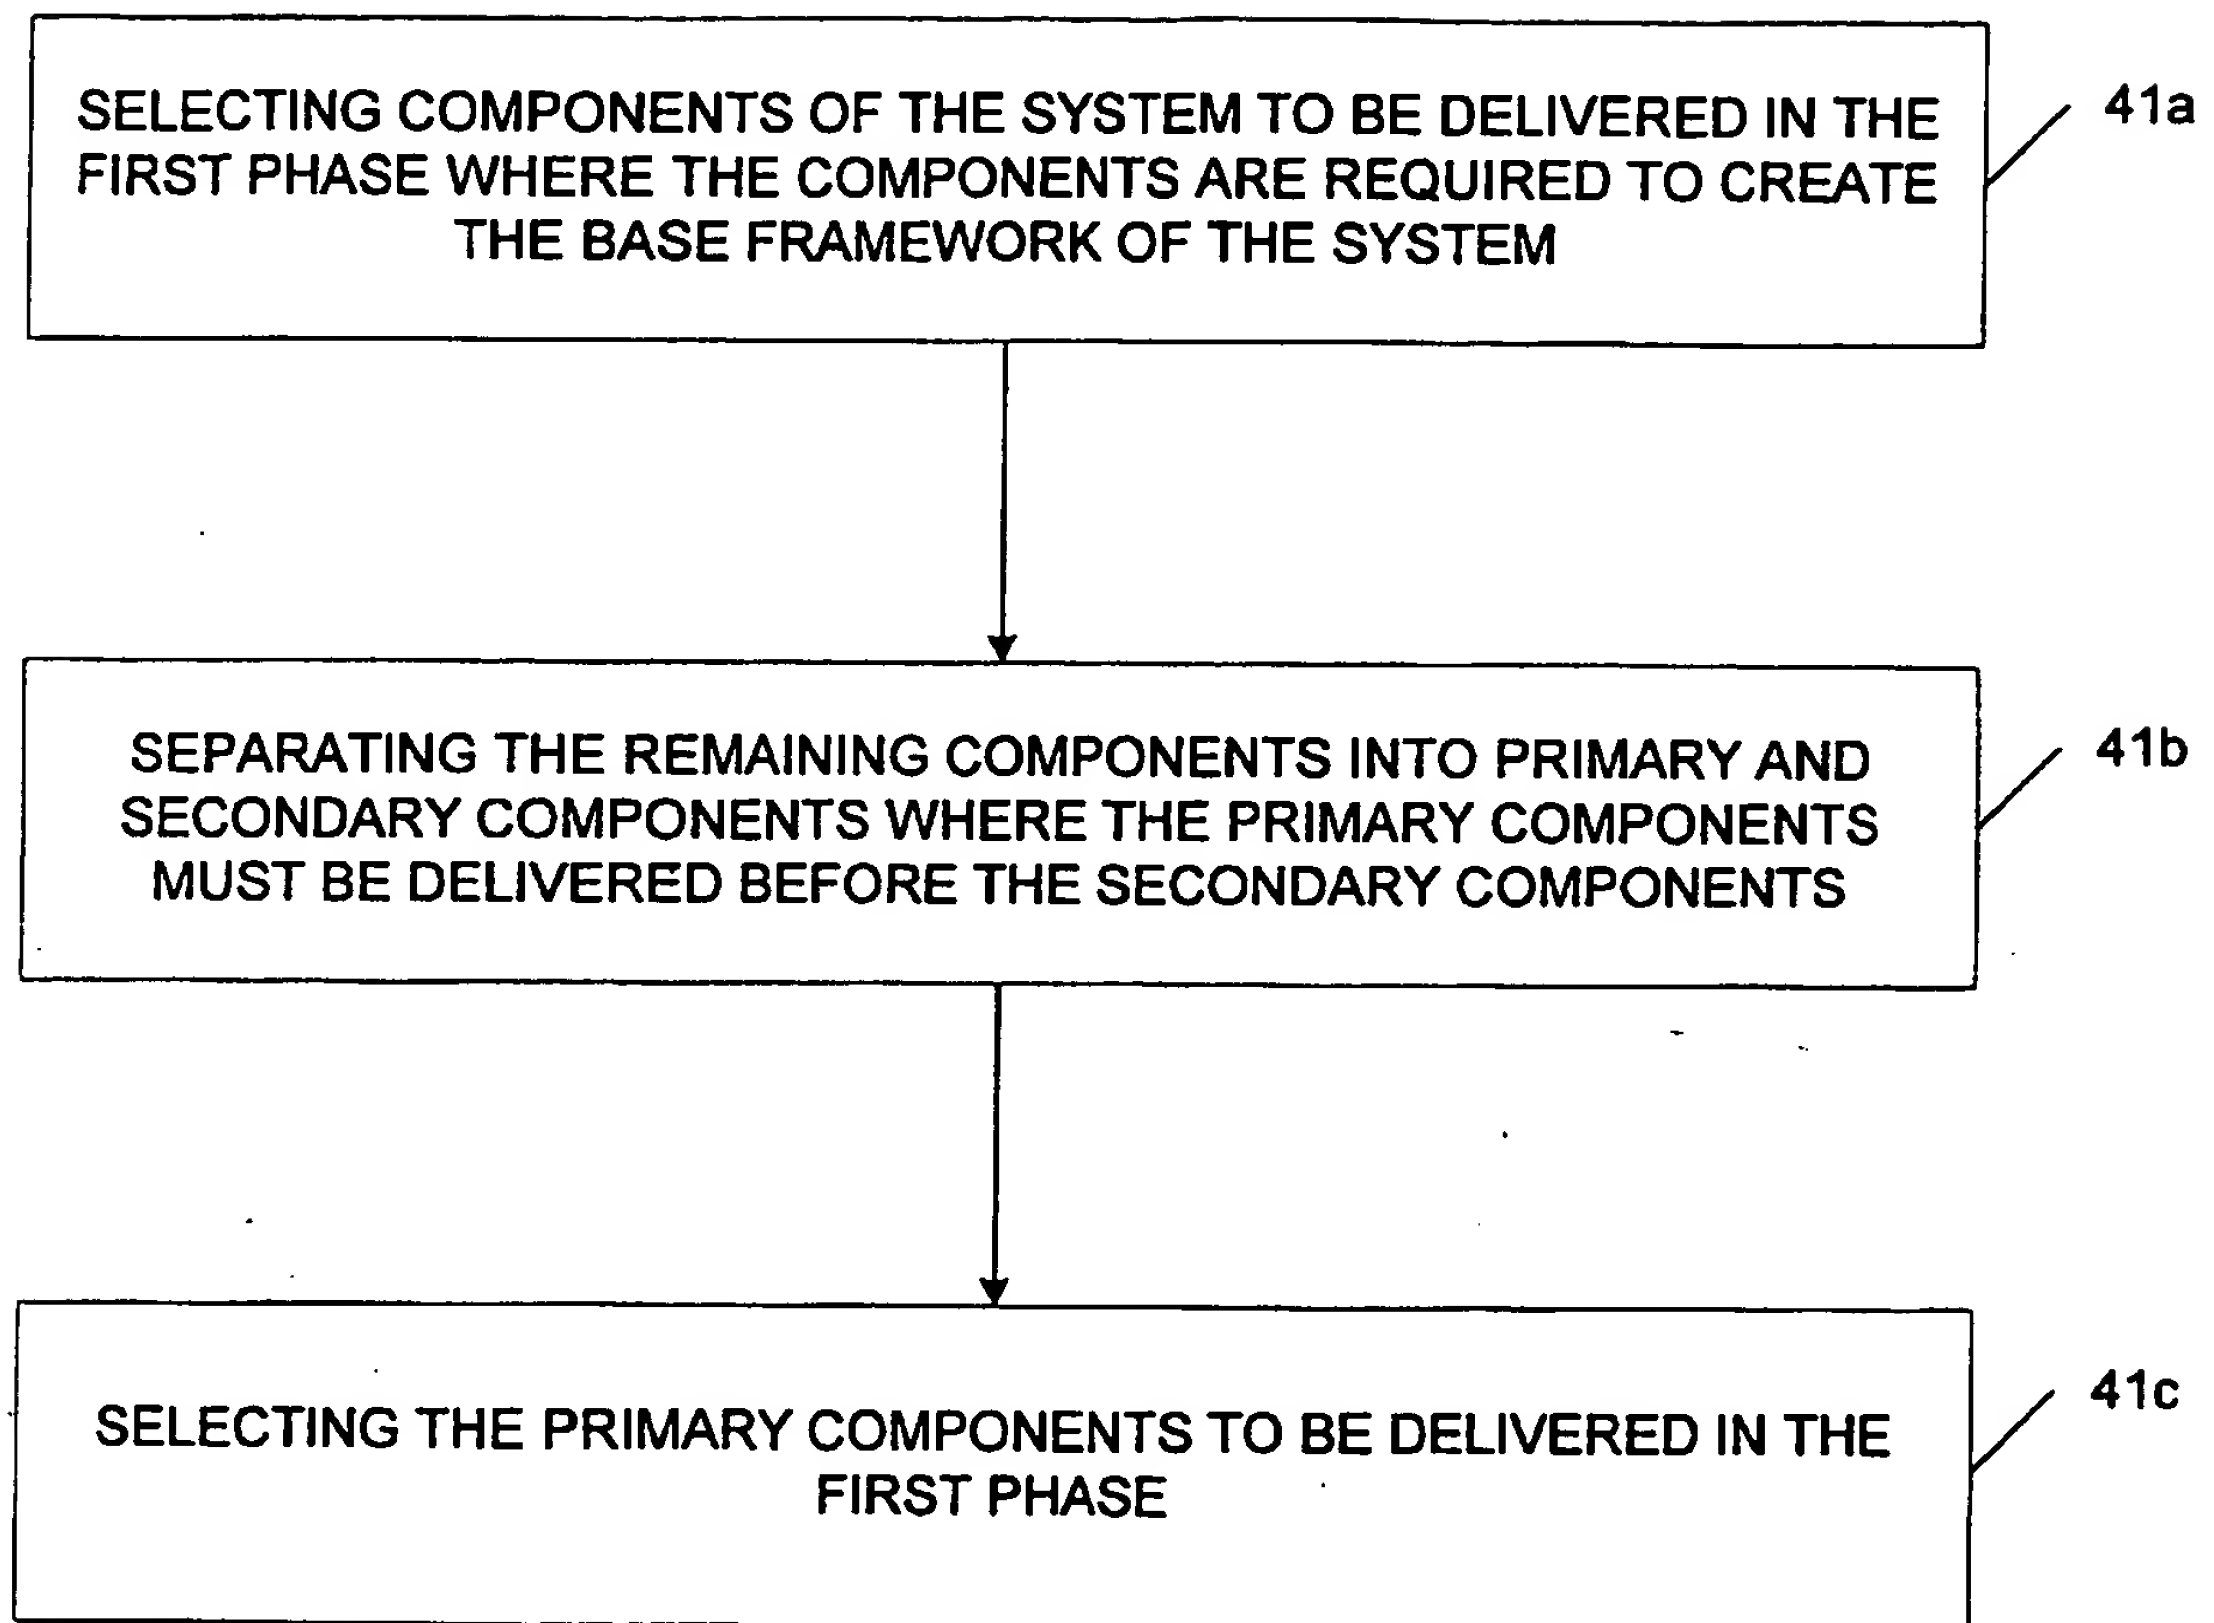 SELECTING COMPONENTS OF THE SYSTEM TO BE DELIVERED IN THE
FIRST PHASE WHERE THE COMPONENTS ARE REQUIRED TO CREATE
THE BASE FRAMEWORK OF THE SYSTEM
41a
SEPARATING THE REMAINING COMPONENTS INTO PRIMARY AND
SECONDARY COMPONENTS WHERE THE PRIMARY COMPONENTS
MUST BE DELIVERED BEFORE THE SECONDARY COMPONENTS
41b
SELECTING THE PRIMARY COMPONENTS TO BE DELIVERED IN THE
FIRST PHASE
41c